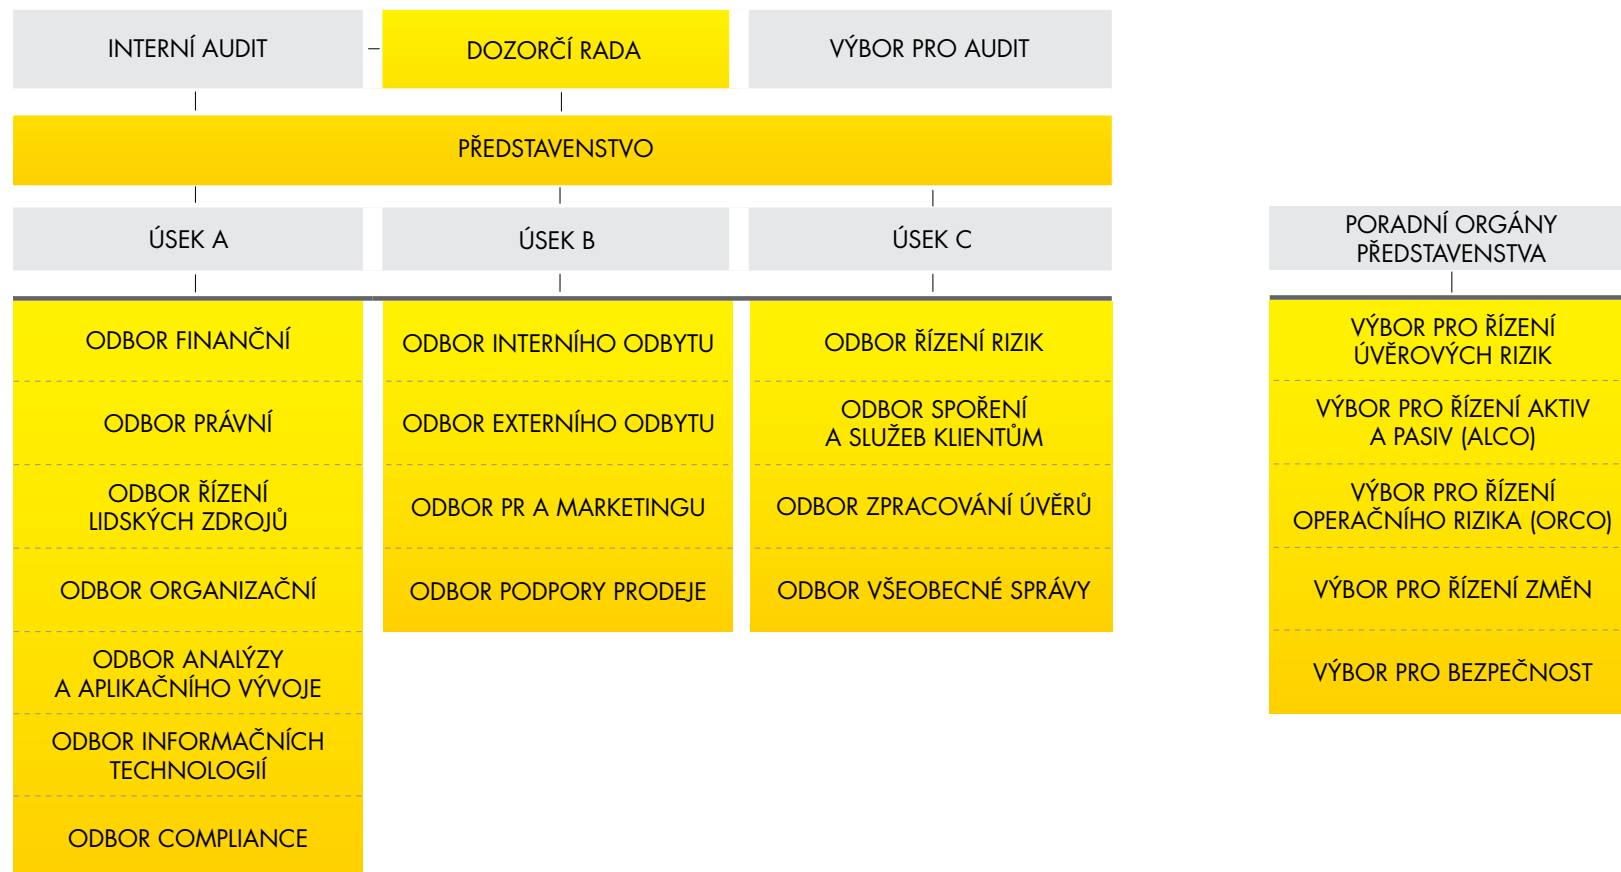 INTERNÍ AUDIT
DOZORČÍ RADA
VÝBOR PRO AUDIT
PŘEDSTAVENSTVO
ÚSEK A
ÚSEK B
ÚSEK C
PORADNÍ ORGÁNY
PŘEDSTAVENSTVA
ODBOR FINANČNÍ
ODBOR PRÁVNÍ
ODBOR ŘÍZENÍ
LIDSKÝCH ZDROJŮ
ODBOR ORGANIZAČNÍ
ODBOR ANALÝZY
A APLIKAČNÍHO VÝVOJE
ODBOR INFORMAČNÍCH
TECHNOLOGIÍ
ODBOR COMPLIANCE
ODBOR INTERNÍHO ODBYTU
ODBOR EXTERNÍHO ODBYTU
ODBOR PR A MARKETINGU
ODBOR PODPORY PRODEJE
ODBOR ŘÍZENÍ RIZIK
ODBOR SPOŘENÍ
A SLUŽEB KLIENTŮM
ODBOR ZPRACOVÁNÍ ÚVĚRŮ
ODBOR VŠEOBECNÉ SPRÁVY
VÝBOR PRO ŘÍZENÍ
ÚVĚROVÝCH RIZIK
VÝBOR PRO ŘÍZENÍ AKTIV
A PASIV (ALCO)
VÝBOR PRO ŘÍZENÍ
OPERAČNÍHO RIZIKA (ORCO)
VÝBOR PRO ŘÍZENÍ ZMĚN
VÝBOR PRO BEZPEČNOST